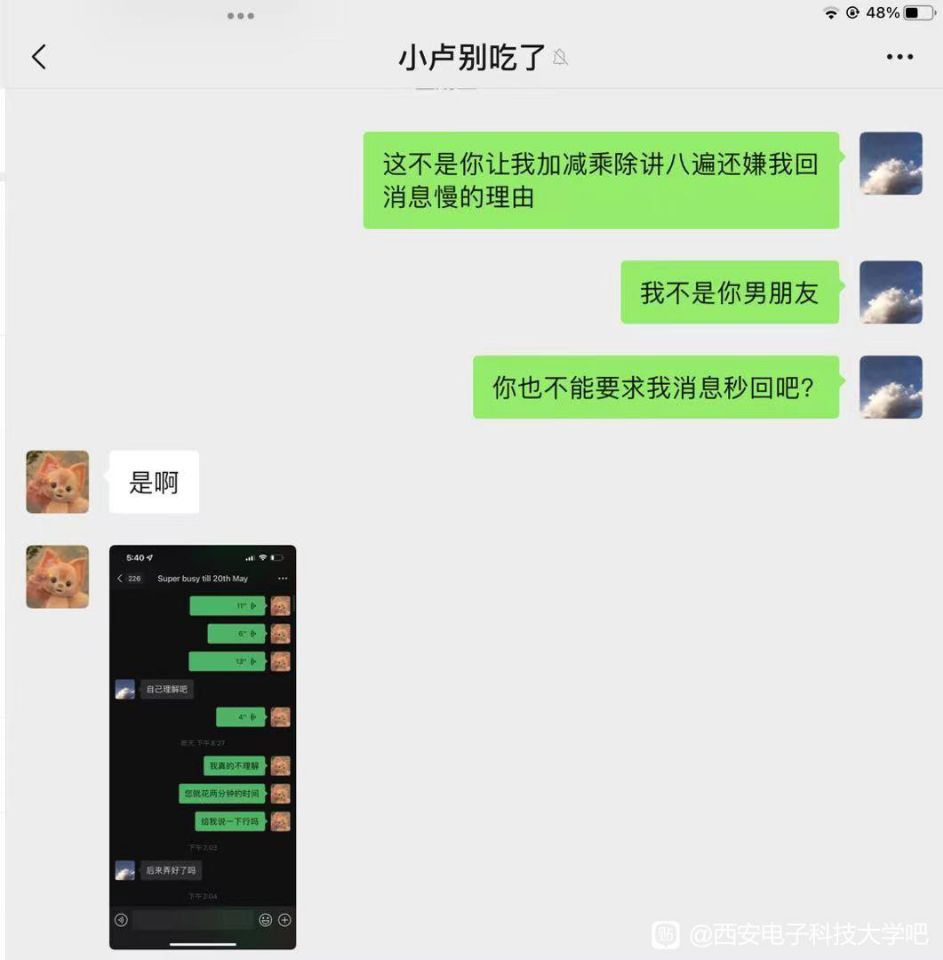 48%
小卢别吃了
这不是你让我加减乘除讲八遍还嫌我回
消息慢的理由
我不是你男朋友
你也不能要求我消息秒回吧?
是啊
5:40
226
Super busy till 20th May
11"
6"
13"
自己理解吧
4"
昨天 下午8:27
我真的不理解
您就花两分钟的时间
给我说一下行吗
下午2:03
后来弄好了吗
下午2:04
贴 @西安电子科技大学吧